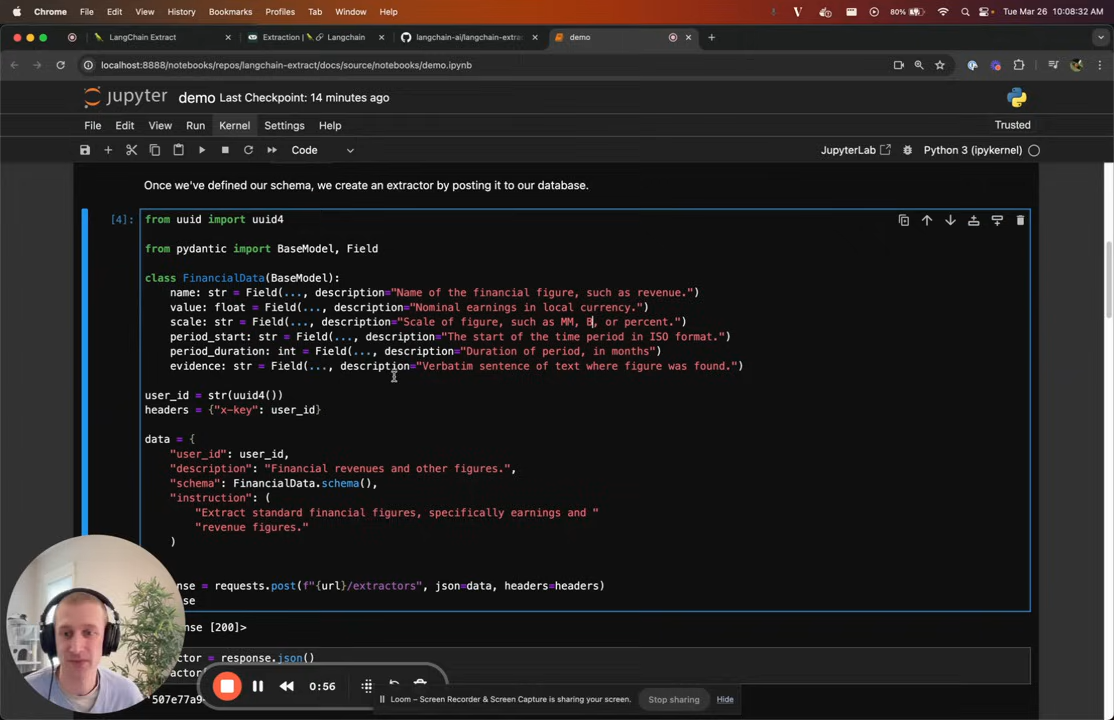 Chrome File Edit View History Bookmarks Profiles Tab Window Help 80% Tue Mar 26 10:08:32 AM
LangChain Extract Extraction | Langchain langchain-ai/langchain-extrac demo
localhost:8888/notebooks/repos/langchain-extract/docs/source/notebooks/demo.ipynb
jupyter demo Last Checkpoint: 14 minutes ago
File Edit View Run Kernel Settings Help Trusted
Code JupyterLab Python 3 (ipykernel)
Once we've defined our schema, we create an extractor by posting it to our database.
[4]: from uuid import uuid4
from pydantic import BaseModel, Field
class FinancialData(BaseModel):
name: str = Field(..., description="Name of the financial figure, such as revenue.")
value: float = Field(..., description="Nominal earnings in local currency.")
scale: str = Field(..., description="Scale of figure, such as MM, B, or percent.")
period_start: str = Field(..., description="The start of the time period in ISO format.")
period_duration: int = Field(..., description="Duration of period, in months")
evidence: str = Field(..., description="Verbatim sentence of text where figure was found.")
user_id = str(uuid4())
headers = {"x-key": user_id}
data = {
"user_id": user_id,
"description": "Financial revenues and other figures.",
"schema": FinancialData.schema(),
"instruction": (
"Extract standard financial figures, specifically earnings and "
"revenue figures."
)
nse = requests.post(f"{url}/extractors", json=data, headers=headers)
se
onse [200]>
actor = response.json()
ractor
'507e77a9-
0:56
Loom – Screen Recorder & Screen Capture is sharing your screen. Stop sharing Hide